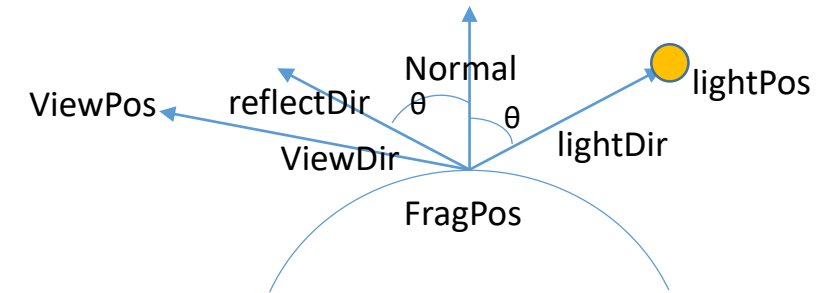 Normal
lightPos
ViewPos
reflectDir
θ
θ
lightDir
ViewDir
FragPos